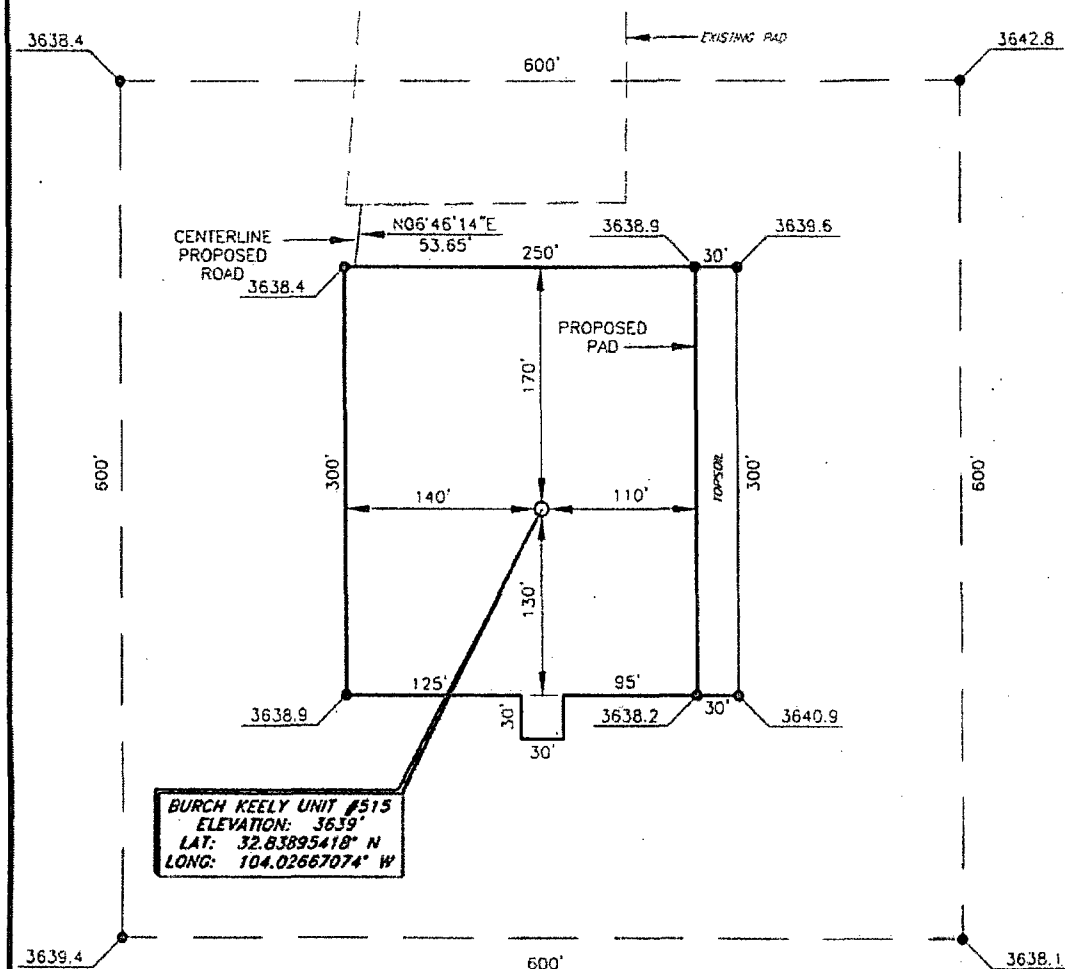 3638.4
EXISTING PAD
3642.8
600'
N06°46'14"E
53.65'
CENTERLINE
PROPOSED
ROAD
3638.4
250'
3638.9
30'
3639.6
PROPOSED
PAD
170'
600'
300'
140'
110'
TOPSOIL
300'
600'
130'
125'
95'
3638.9
30'
30'
3638.2
30'
3640.9
BURCH KEELY UNIT #515
ELEVATION: 3639'
LAT: 32.83895418° N
LONG: 104.02667074° W
3639.4
600'
3638.1